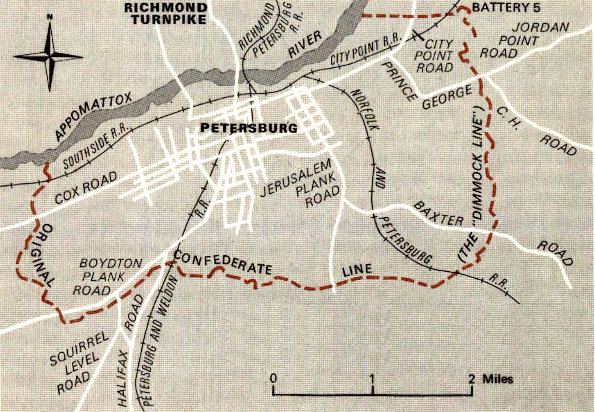 RICHMOND
TURNPIKE
RICHMOND
PETERSBURG R.R.
RIVER
BATTERY 5
N
CITY POINT R.R.
CITY
POINT
ROAD
JORDAN
POINT
ROAD
PRINCE
GEORGE
C. H.
ROAD
APPOMATTOX
SOUTHSIDE R.R.
PETERSBURG
NORFOLK
AND
PETERSBURG
R.R.
COX ROAD
JERUSALEM
PLANK
ROAD
R.R.
BAXTER
ROAD
(THE "DIMMOCK LINE")
ORIGINAL
CONFEDERATE
LINE
BOYDTON
PLANK
ROAD
SQUIRREL
LEVEL
ROAD
HALIFAX
ROAD
PETERSBURG AND WELDON
0 1 2 Miles